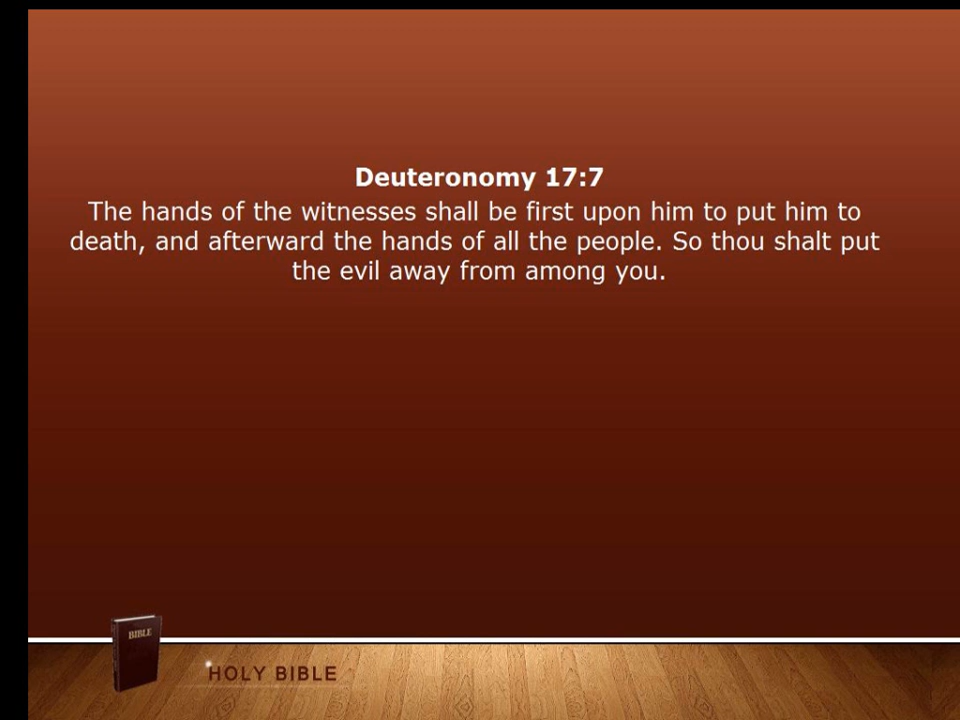 Deuteronomy 17:7
The hands of the witnesses shall be first upon him to put him to
death, and afterward the hands of all the people. So thou shalt put
the evil away from among you.
BIBLE
HOLY BIBLE